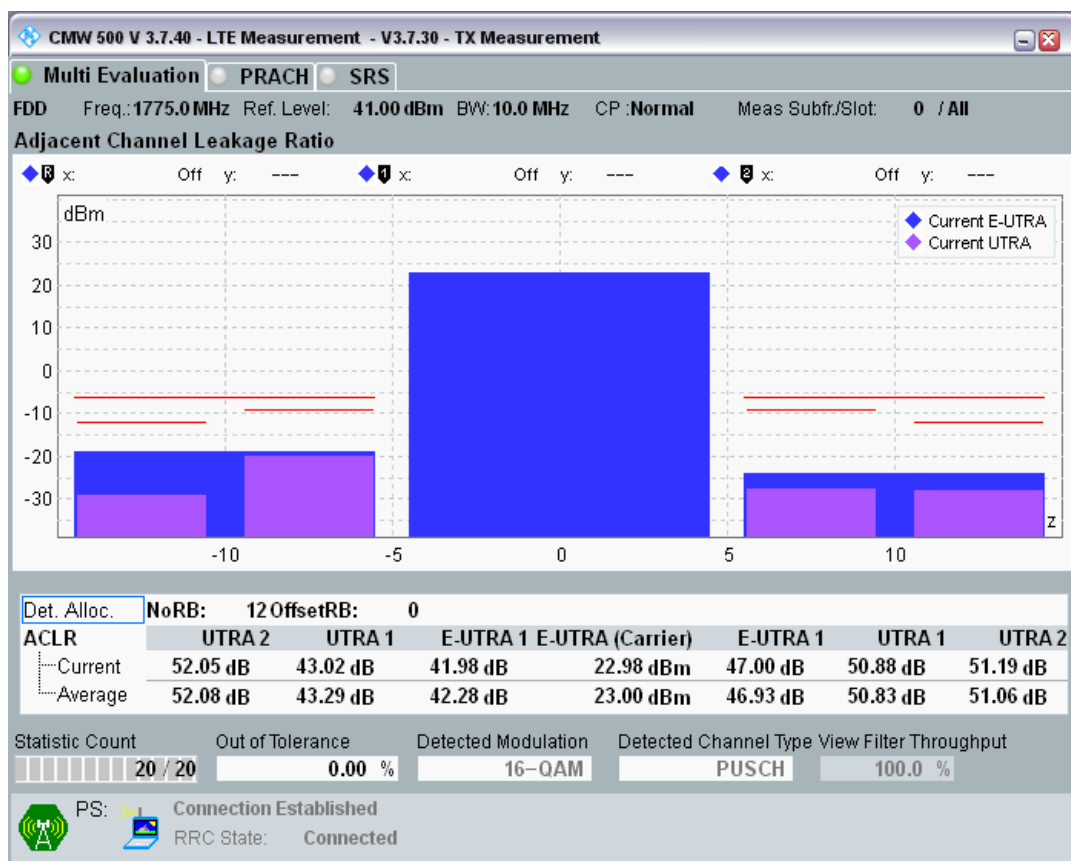 CMW 500 V 3.7.40 - LTE Measurement - V3.7.30 - TX Measurement
Multi Evaluation PRACH SRS
FDD Freq.: 1775.0 MHz Ref. Level: 41.00 dBm BW: 10.0 MHz CP :Normal Meas Subfr./Slot: 0 / All
Adjacent Channel Leakage Ratio
R x: Off y: --- 1 x: Off y: --- 2 x: Off y: ---
dBm
Current E-UTRA
Current UTRA
30
20
10
0
-10
-20
-30
z
-10 -5 0 5 10
Det. Alloc. NoRB: 12 OffsetRB: 0
ACLR UTRA 2 UTRA 1 E-UTRA 1 E-UTRA (Carrier) E-UTRA 1 UTRA 1 UTRA 2
Current 52.05 dB 43.02 dB 41.98 dB 22.98 dBm 47.00 dB 50.88 dB 51.19 dB
Average 52.08 dB 43.29 dB 42.28 dB 23.00 dBm 46.93 dB 50.83 dB 51.06 dB
Statistic Count Out of Tolerance Detected Modulation Detected Channel Type View Filter Throughput
20 / 20 0.00 % 16-QAM PUSCH 100.0 %
PS: Connection Established
RRC State: Connected